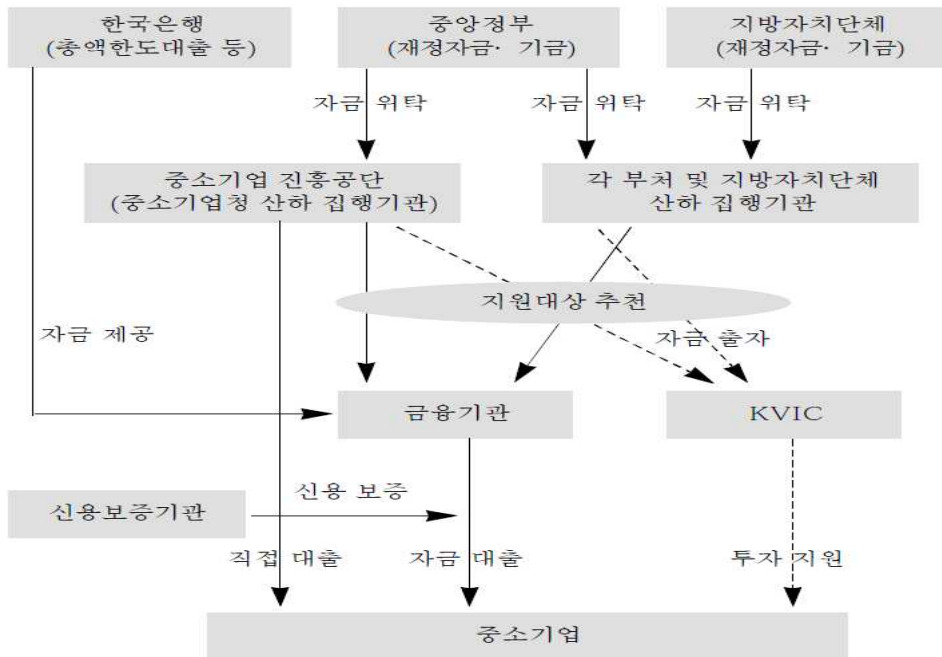 한국은행
(총액한도대출 등)
중앙정부
(재정자금· 기금)
지방자치단체
(재정자금· 기금)
자금 위탁
자금 위탁
자금 위탁
중소기업 진흥공단
(중소기업청 산하 집행기관)
각 부처 및 지방자치단체
산하 집행기관
지원대상 추천
자금 제공
자금 출자
금융기관
KVIC
신용보증기관
신용 보증
직접 대출
자금 대출
투자 지원
중소기업